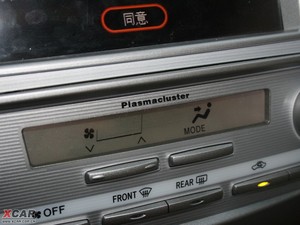 同意
Plasmacluster
MODE
FRONT
REAR
OFF
XCAR